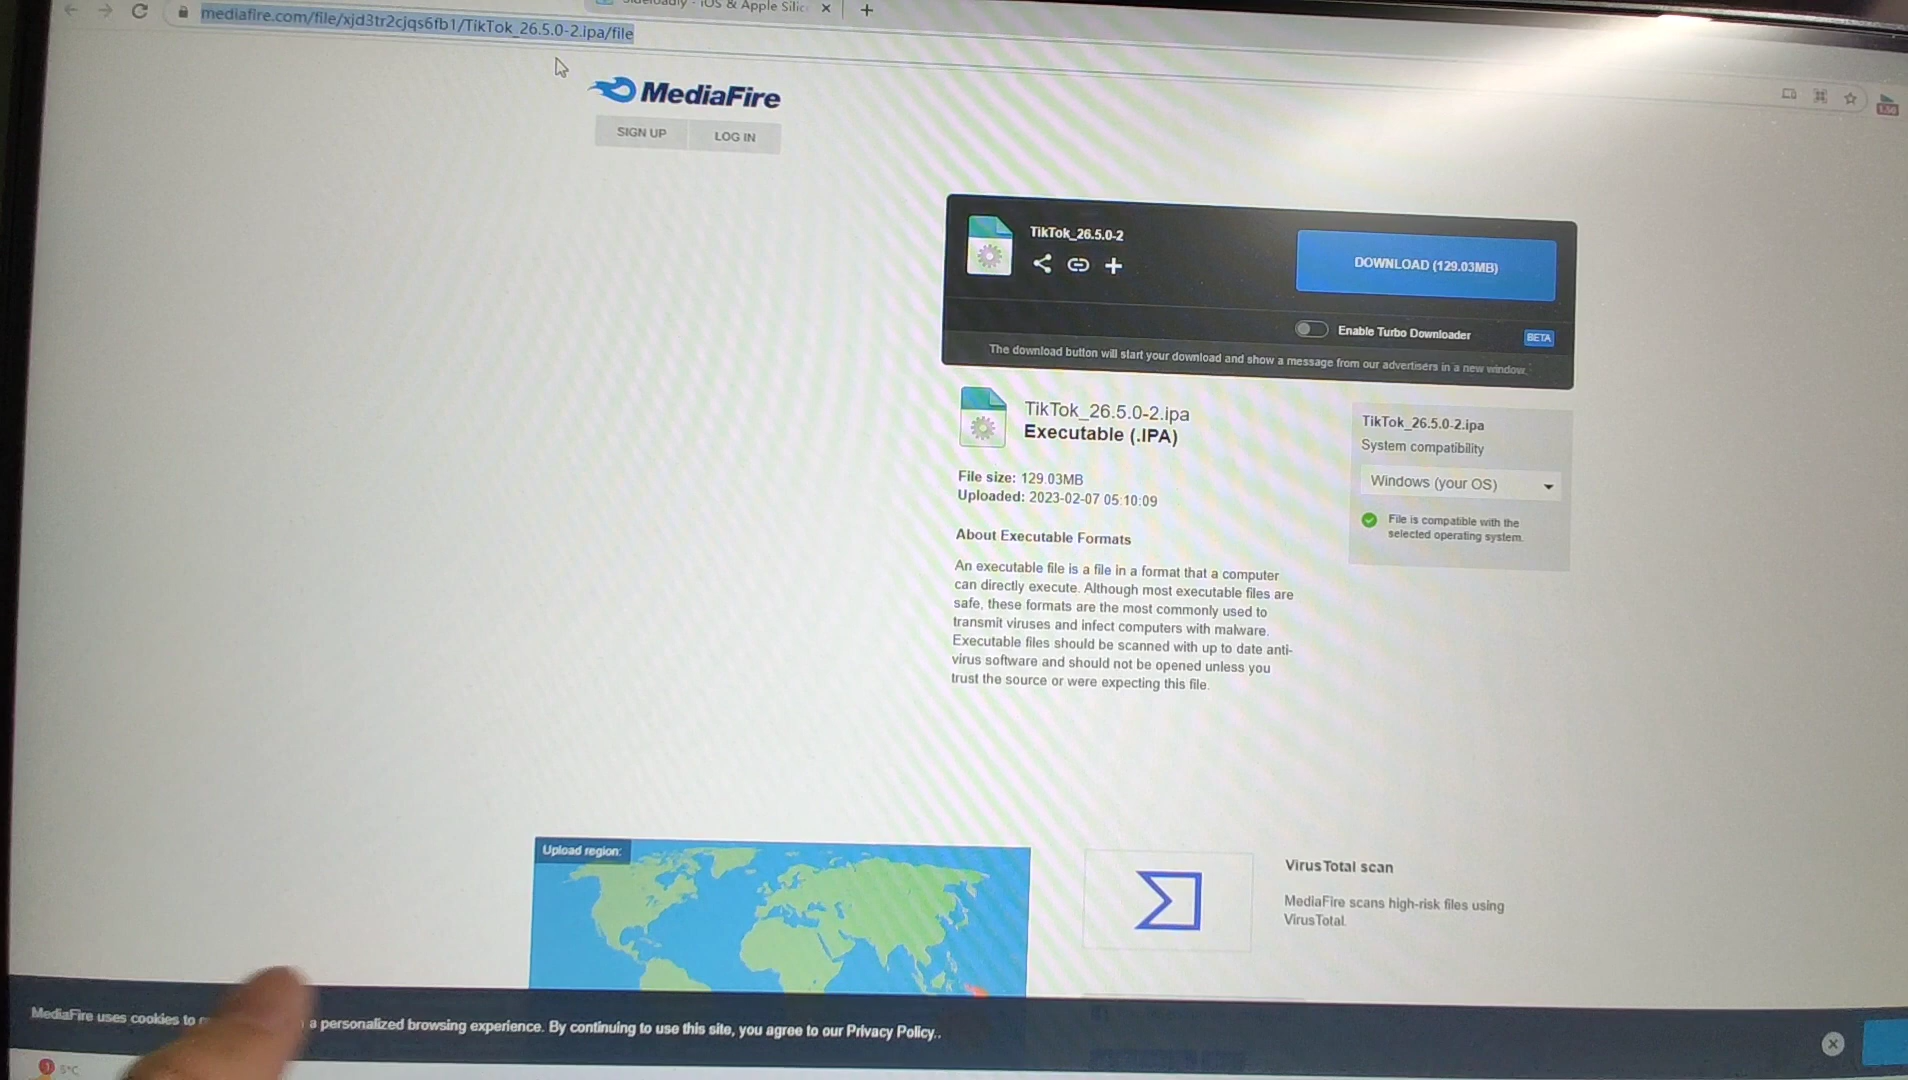 iOS & Apple Silic
mediafire.com/file/xjd3tr2cjqs6fb1/TikTok_26.5.0-2.ipa/file
MediaFire
SIGN UP
LOG IN
TikTok_26.5.0-2
DOWNLOAD (129.03MB)
Enable Turbo Downloader
BETA
The download button will start your download and show a message from our advertisers in a new window.
TikTok_26.5.0-2.ipa
Executable (.IPA)
File size: 129.03MB
Uploaded: 2023-02-07 05:10:09
About Executable Formats
An executable file is a file in a format that a computer
can directly execute. Although most executable files are
safe, these formats are the most commonly used to
transmit viruses and infect computers with malware.
Executable files should be scanned with up to date anti-
virus software and should not be opened unless you
trust the source or were expecting this file.
TikTok_26.5.0-2.ipa
System compatibility
Windows (your OS)
File is compatible with the
selected operating system.
Upload region:
VirusTotal scan
MediaFire scans high-risk files using
VirusTotal.
MediaFire uses cookies to
a personalized browsing experience. By continuing to use this site, you agree to our Privacy Policy..
5°C